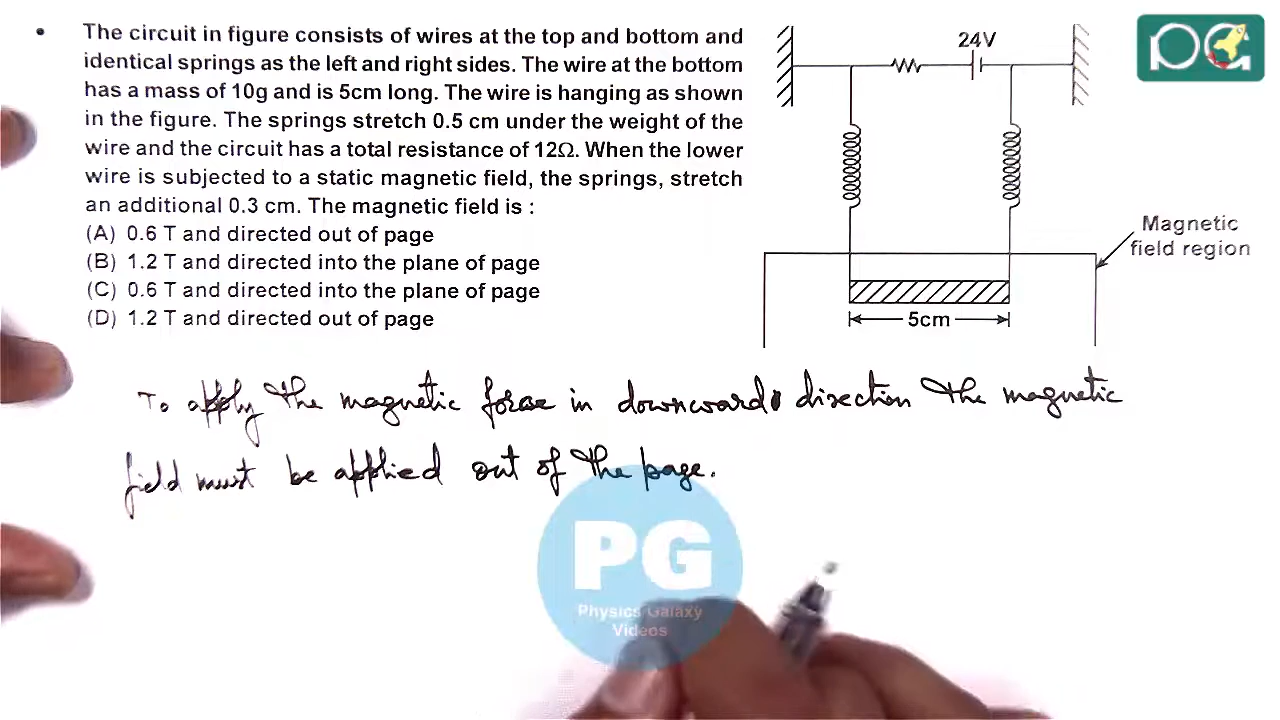 • The circuit in figure consists of wires at the top and bottom and
identical springs as the left and right sides. The wire at the bottom
has a mass of 10g and is 5cm long. The wire is hanging as shown
in the figure. The springs stretch 0.5 cm under the weight of the
wire and the circuit has a total resistance of 12Ω. When the lower
wire is subjected to a static magnetic field, the springs, stretch
an additional 0.3 cm. The magnetic field is :
(A) 0.6 T and directed out of page
(B) 1.2 T and directed into the plane of page
(C) 0.6 T and directed into the plane of page
(D) 1.2 T and directed out of page
24V
Magnetic
field region
5cm
To apply the magnetic force in downward direction the magnetic
field must be applied out of the page.
PG
Physics Galaxy
Videos